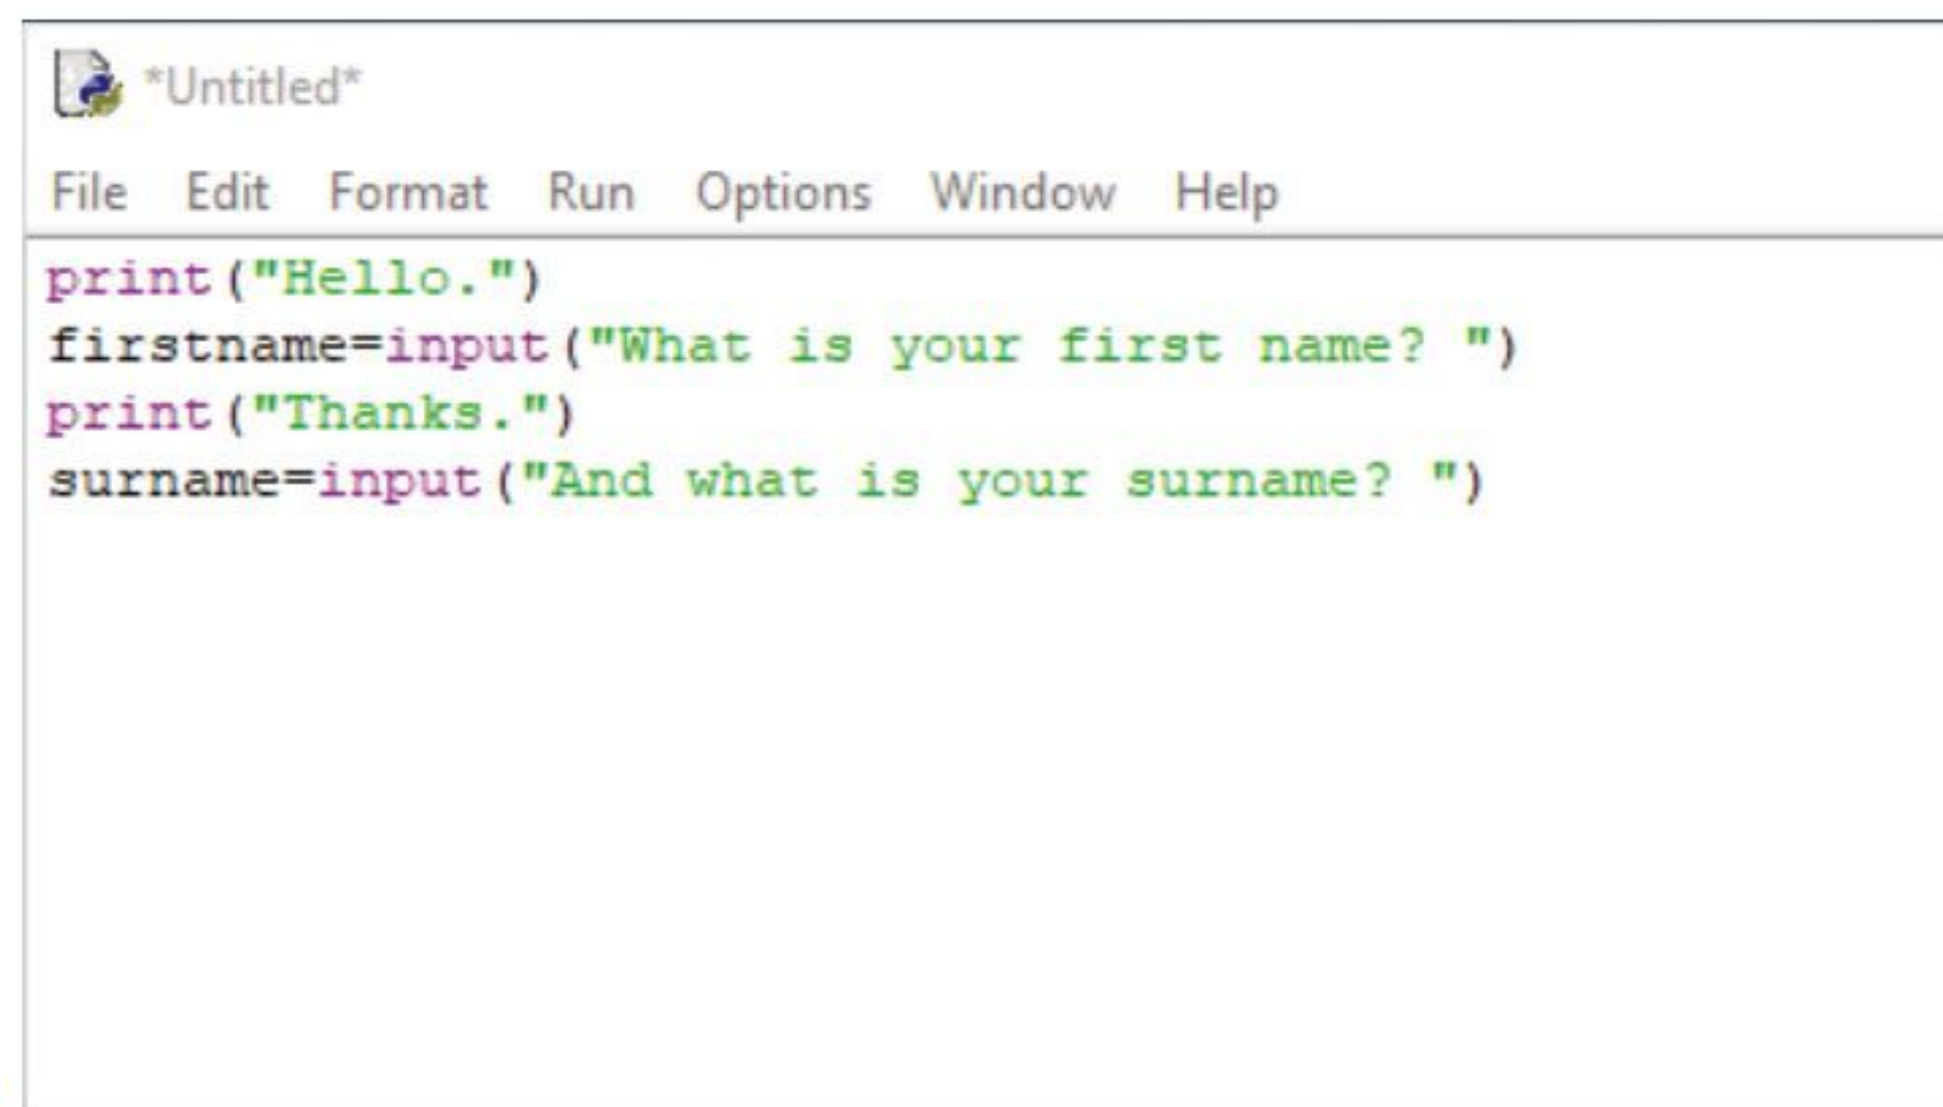 *Untitled*
File Edit Format Run Options Window Help
print("Hello.")
firstname=input("What is your first name? ")
print("Thanks.")
surname=input("And what is your surname? ")